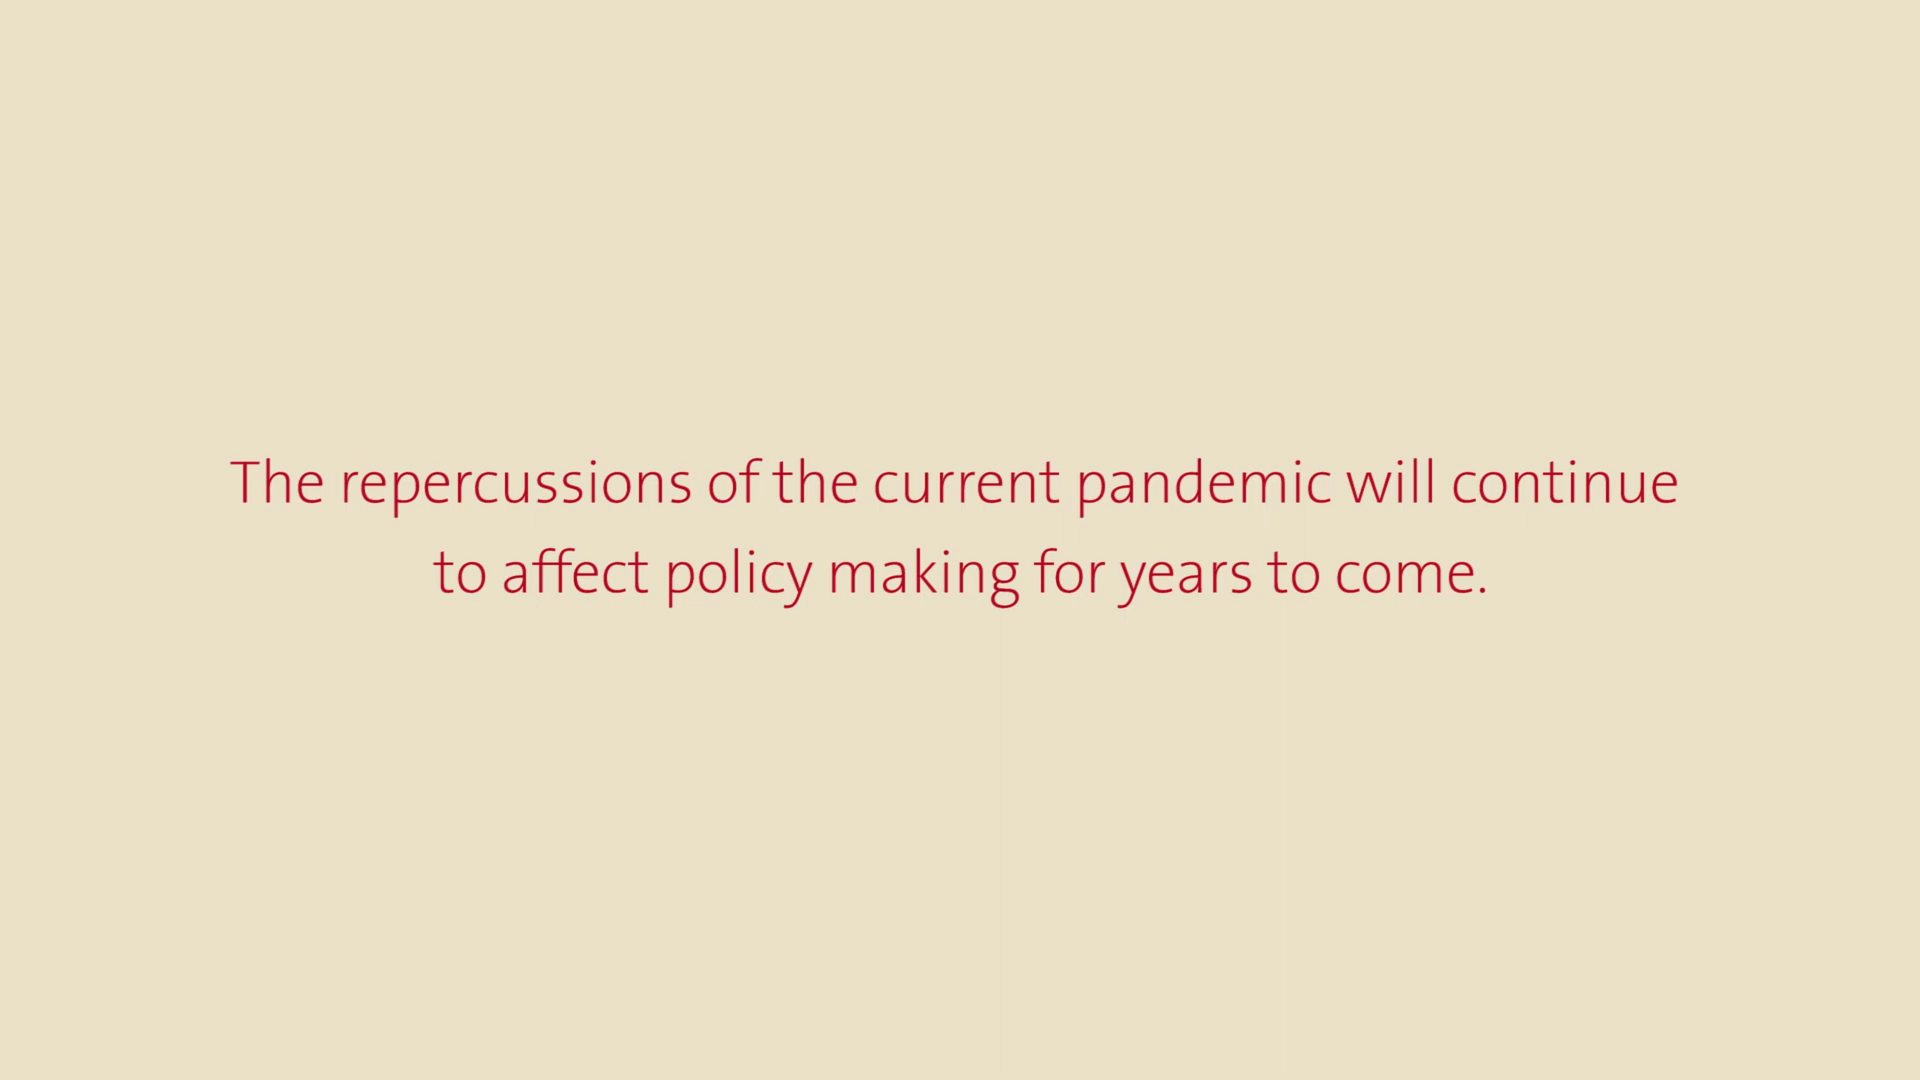 The repercussions of the current pandemic will continue
to affect policy making for years to come.